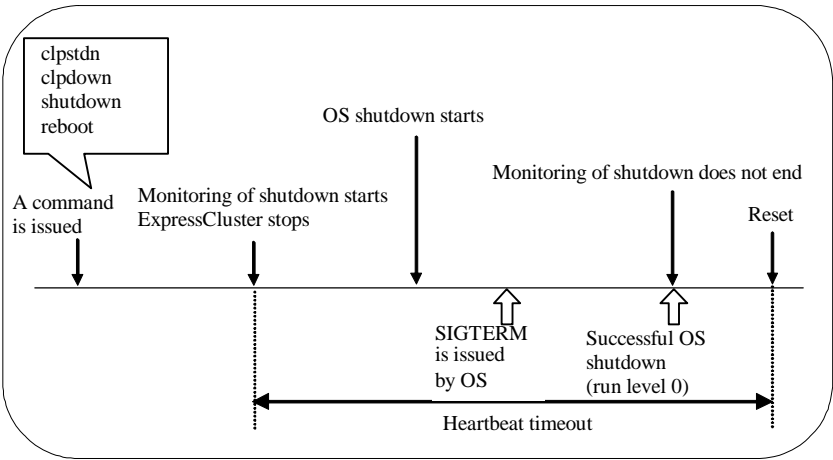 clpstdn
clpdown
shutdown
reboot
OS shutdown starts
Monitoring of shutdown does not end
A command
is issued
Monitoring of shutdown starts
ExpressCluster stops
Reset
SIGTERM
is issued
by OS
Successful OS
shutdown
(run level 0)
Heartbeat timeout